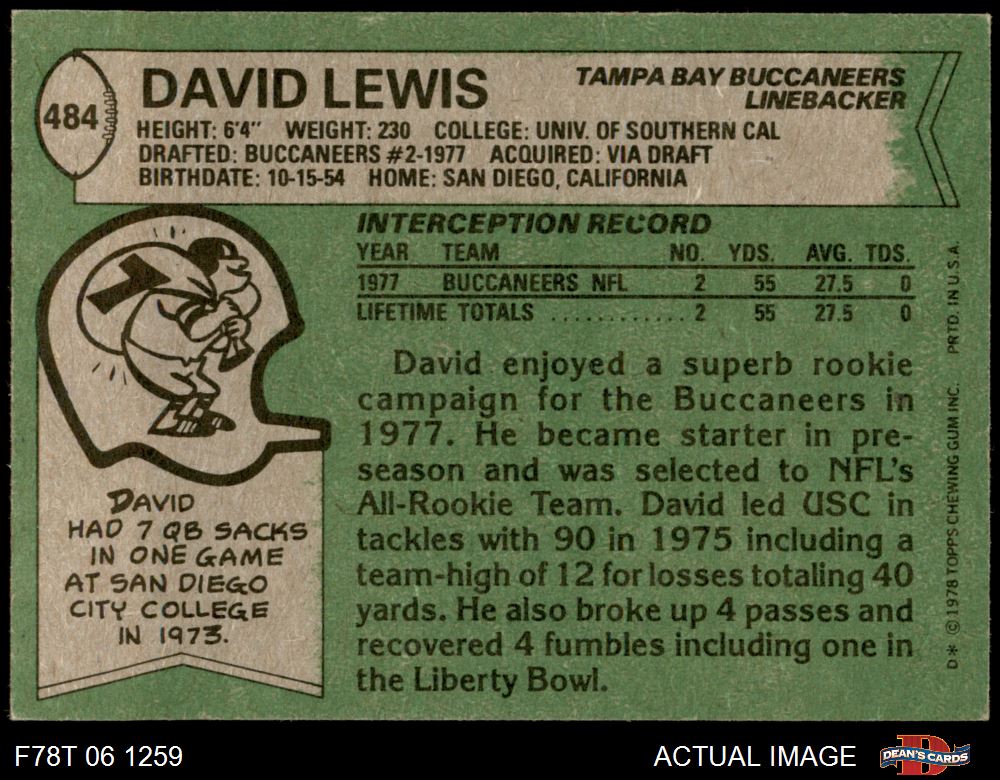 484
DAVID LEWIS
TAMPA BAY BUCCANEERS
LINEBACKER
HEIGHT: 6'4" WEIGHT: 230 COLLEGE: UNIV. OF SOUTHERN CAL
DRAFTED: BUCCANEERS #2-1977 ACQUIRED: VIA DRAFT
BIRTHDATE: 10-15-54 HOME: SAN DIEGO, CALIFORNIA
INTERCEPTION RECORD
YEAR TEAM NO. YDS. AVG. TDS.
1977 BUCCANEERS NFL 2 55 27.5 0
LIFETIME TOTALS ............ 2 55 27.5 0
David enjoyed a superb rookie
campaign for the Buccaneers in
1977. He became starter in pre-
season and was selected to NFL's
All-Rookie Team. David led USC in
tackles with 90 in 1975 including a
team-high of 12 for losses totaling 40
yards. He also broke up 4 passes and
recovered 4 fumbles including one in
the Liberty Bowl.
7
DAVID
HAD 7 QB SACKS
IN ONE GAME
AT SAN DIEGO
CITY COLLEGE
IN 1973.
D* © 1978 TOPPS CHEWING GUM INC. PRTD. IN U.S.A.
F78T 06 1259
ACTUAL IMAGE
D
DEAN'S CARDS